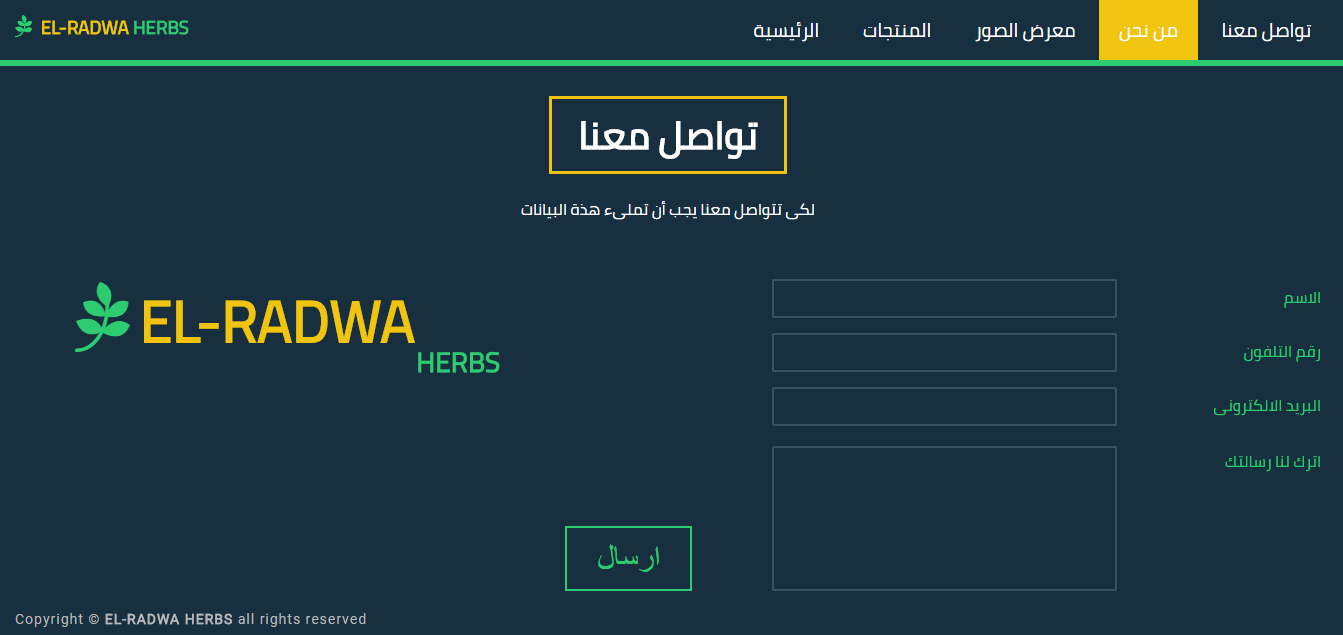 EL-RADWA HERBS
تواصل معنا
من نحن
معرض الصور
المنتجات
الرئيسية
تواصل معنا
لكى تتواصل معنا يجب أن تملىء هذة البيانات
الاسم
رقم التلفون
البريد الالكترونى
اترك لنا رسالتك
EL-RADWA
HERBS
ارسال
Copyright © EL-RADWA HERBS all rights reserved